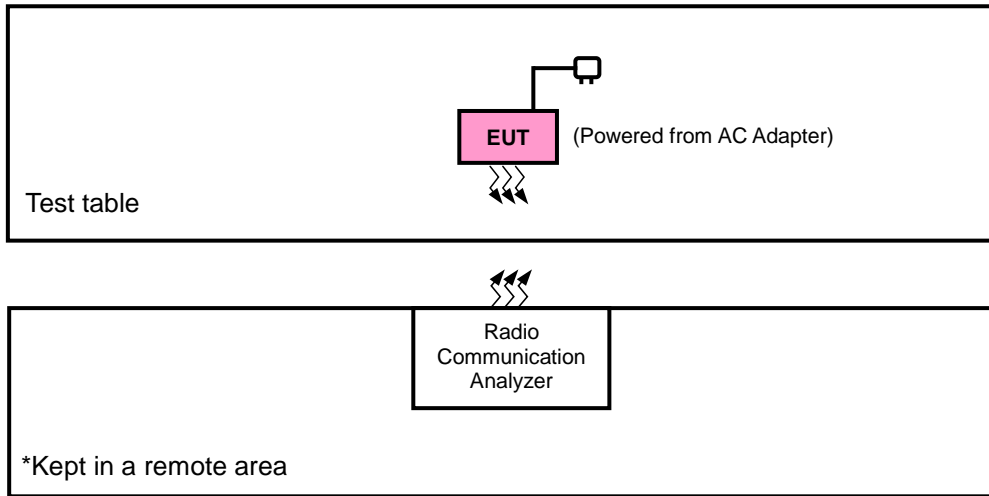 EUT
(Powered from AC Adapter)
Test table
Radio
Communication
Analyzer
*Kept in a remote area